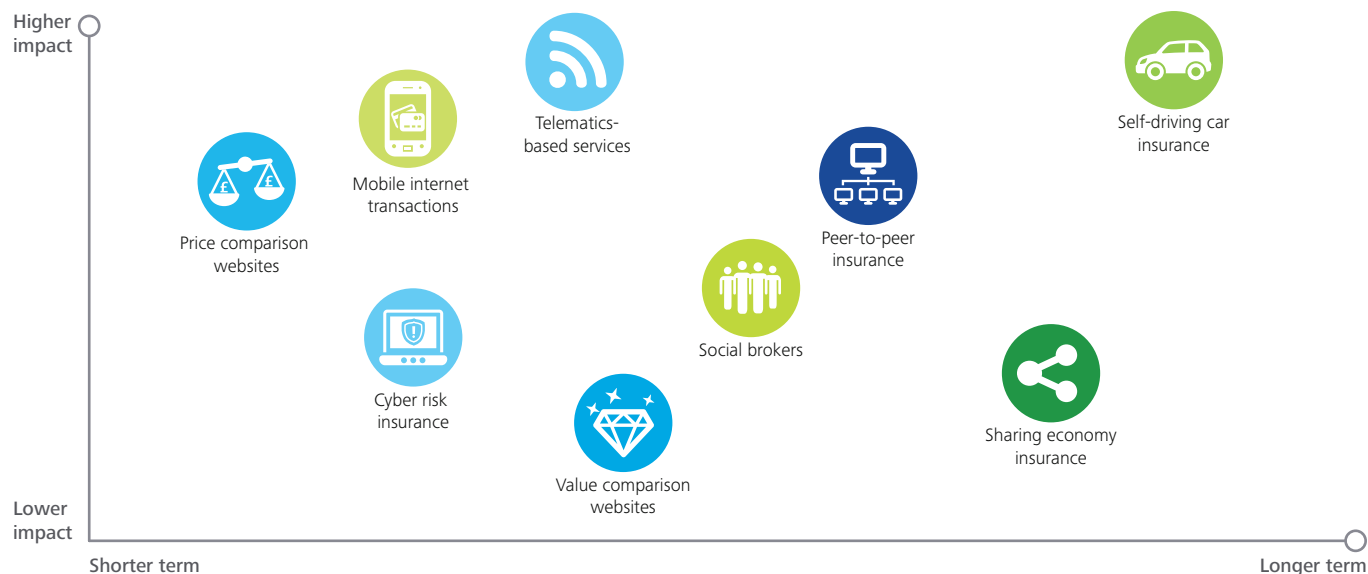 Higher
impact
Telematics-
based services
Self-driving car
insurance
Mobile internet
transactions
£
£
Price comparison
websites
Peer-to-peer
insurance
Social brokers
Cyber risk
insurance
Sharing economy
insurance
Value comparison
websites
Lower
impact
Shorter term
Longer term